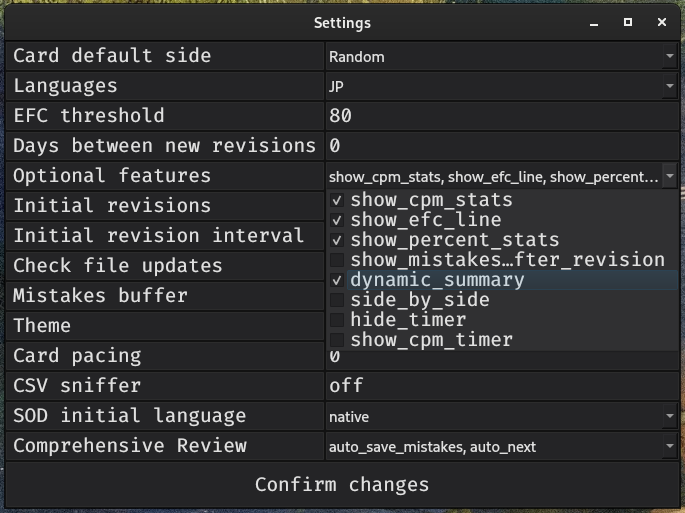 Settings
Card default side Random
Languages JP
EFC threshold 80
Days between new revisions 0
Optional features show_cpm_stats, show_efc_line, show_percent...
Initial revisions
Initial revision interval
Check file updates
Mistakes buffer
Theme
show_cpm_stats
show_efc_line
show_percent_stats
show_mistakes…fter_revision
dynamic_summary
side_by_side
hide_timer
show_cpm_timer
Card pacing 0
CSV sniffer off
SOD initial language native
Comprehensive Review auto_save_mistakes, auto_next
Confirm changes